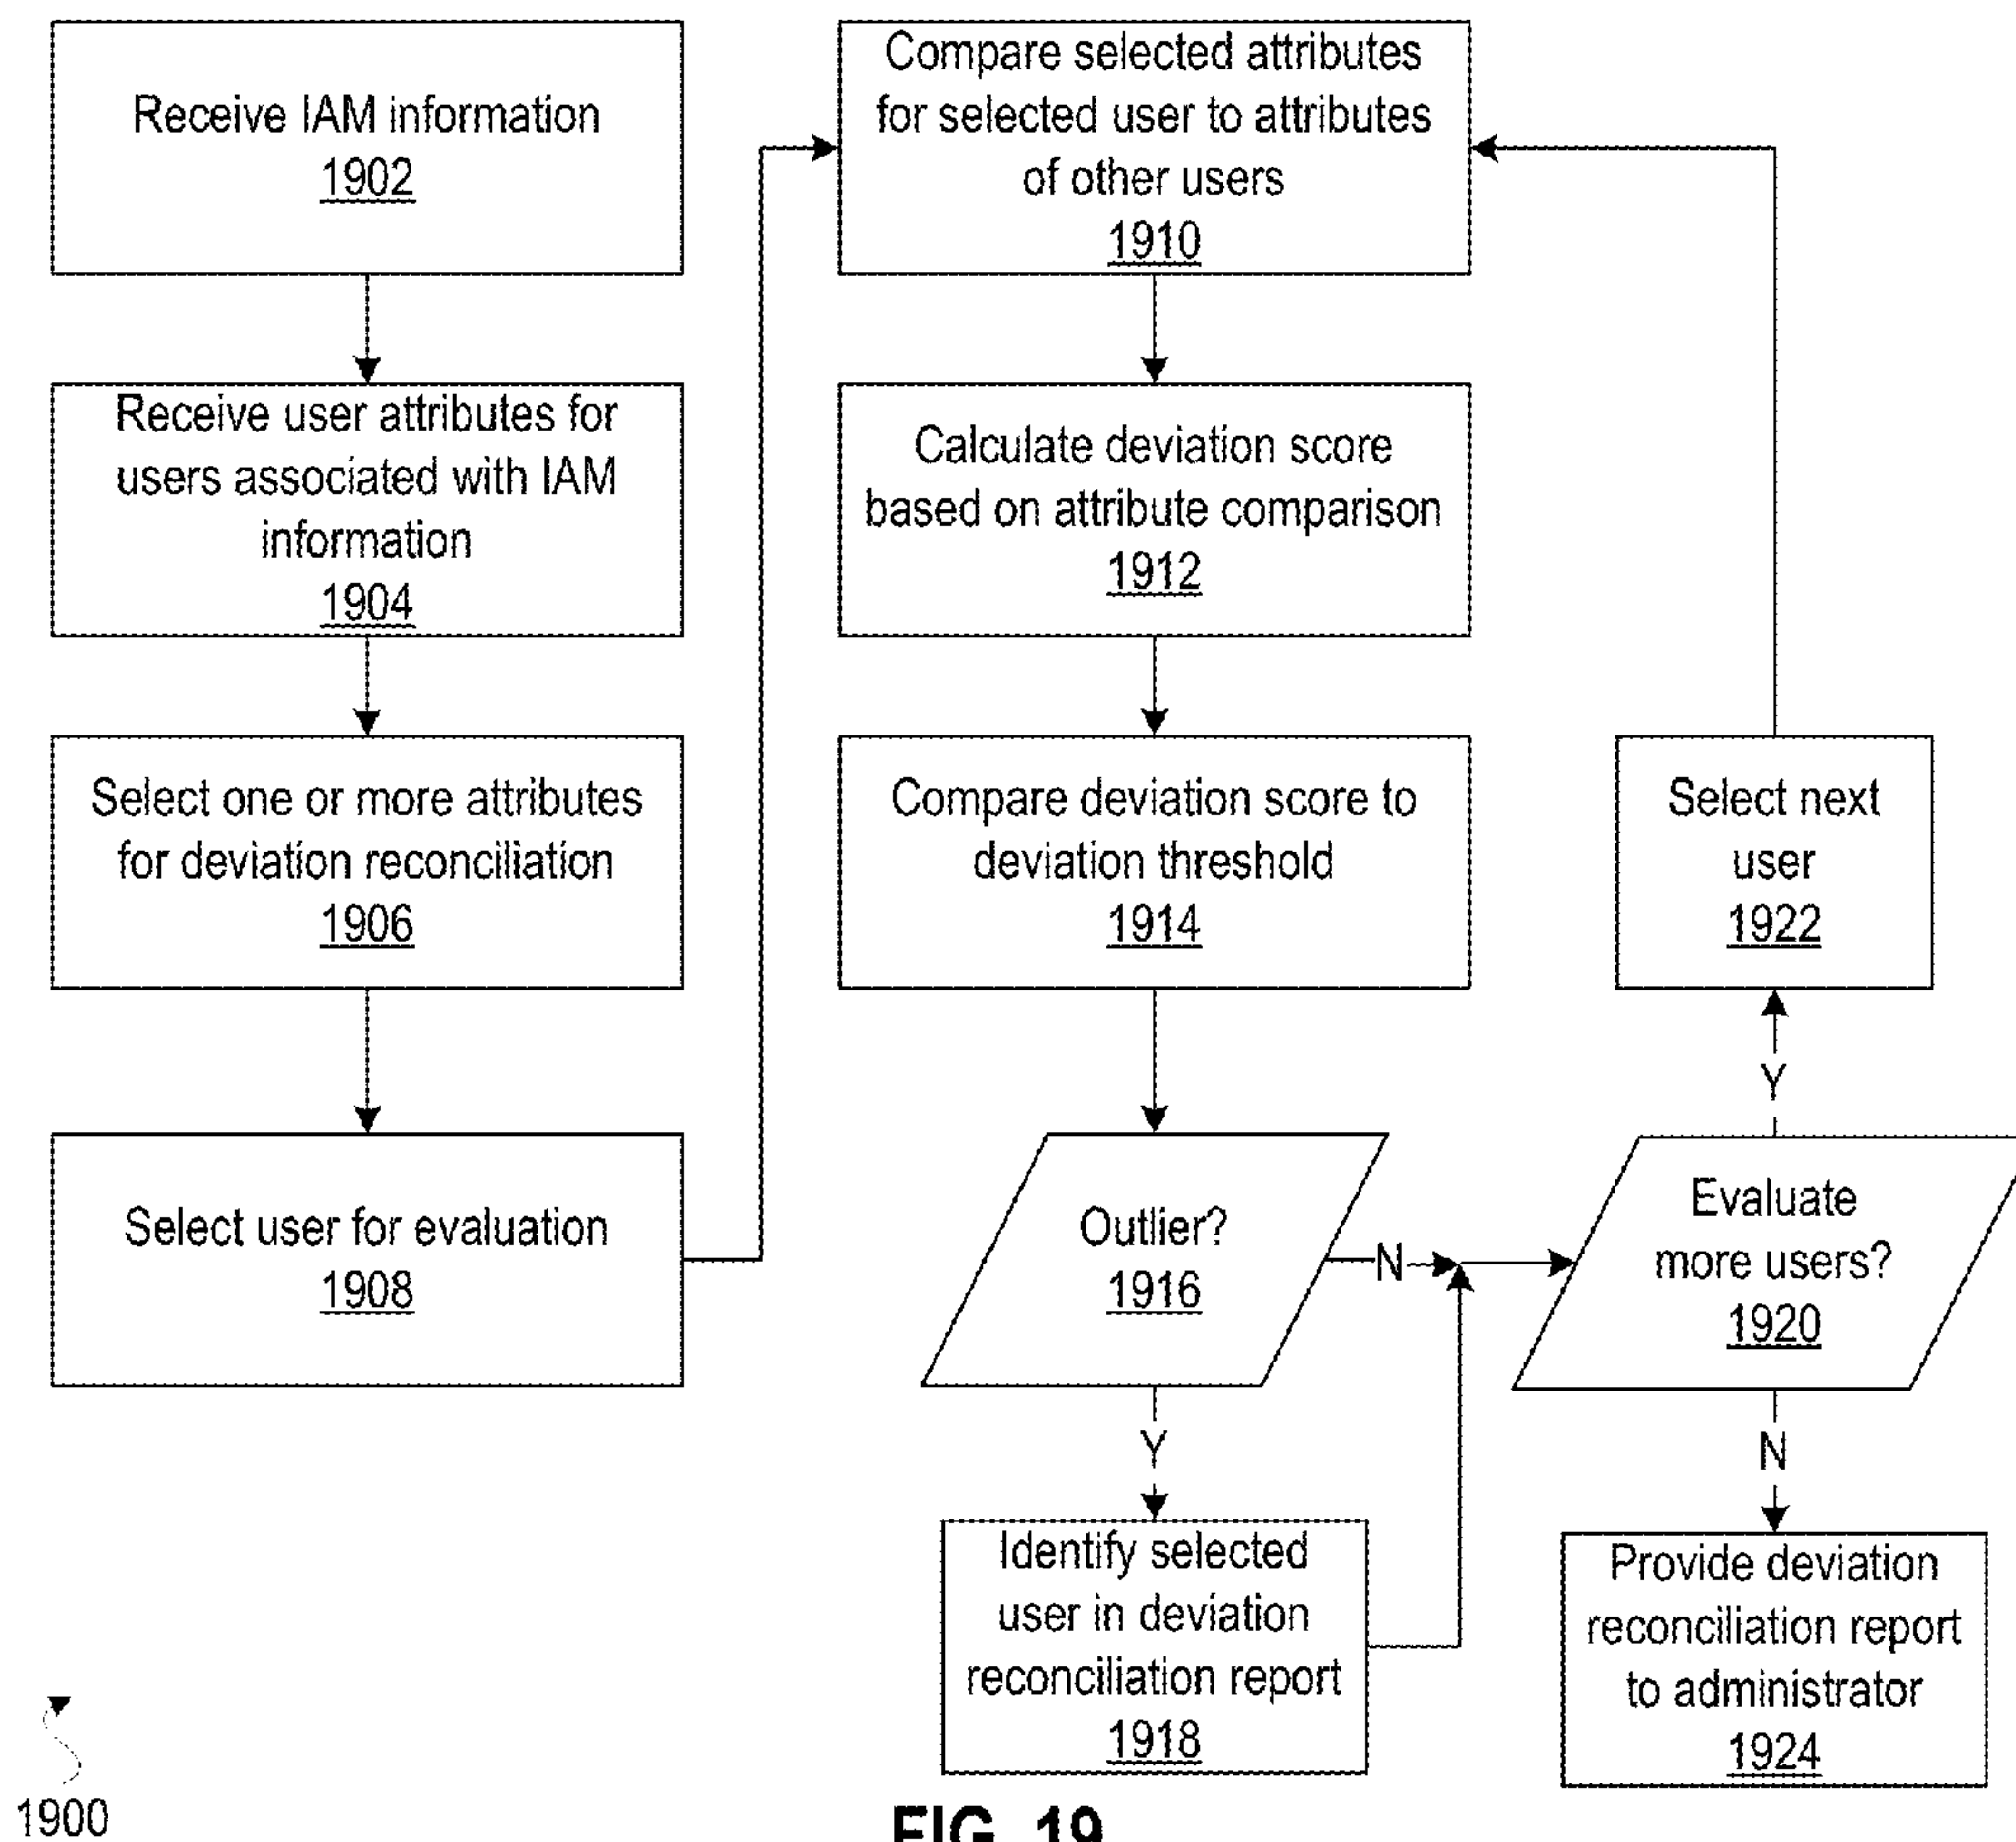 Receive IAM information
1902
Receive user attributes for
users associated with IAM
information
1904
Select one or more attributes
for deviation reconciliation
1906
Select user for evaluation
1908
Compare selected attributes
for selected user to attributes
of other users
1910
Calculate deviation score
based on attribute comparison
1912
Compare deviation score to
deviation threshold
1914
Outlier?
1916
N
Y
Identify selected
user in deviation
reconciliation report
1918
Select next
user
1922
Y
Evaluate
more users?
1920
N
Provide deviation
reconciliation report
to administrator
1924
1900
FIG. 19